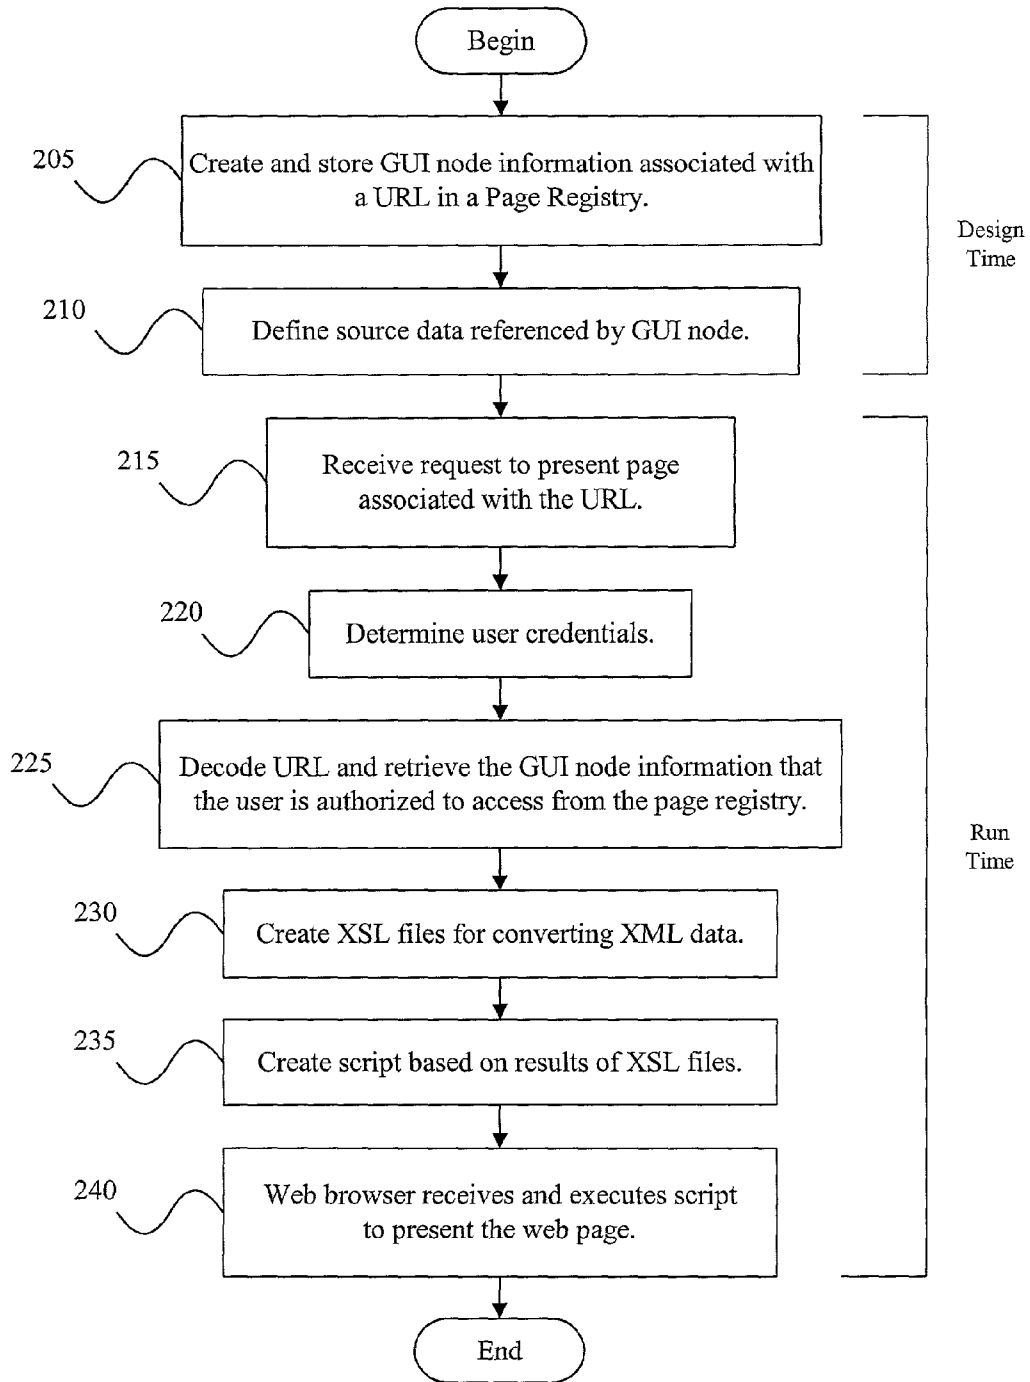 Begin
205
Create and store GUI node information associated with
a URL in a Page Registry.
Design
Time
210
Define source data referenced by GUI node.
215
Receive request to present page
associated with the URL.
220
Determine user credentials.
225
Decode URL and retrieve the GUI node information that
the user is authorized to access from the page registry.
Run
Time
230
Create XSL files for converting XML data.
235
Create script based on results of XSL files.
240
Web browser receives and executes script
to present the web page.
End